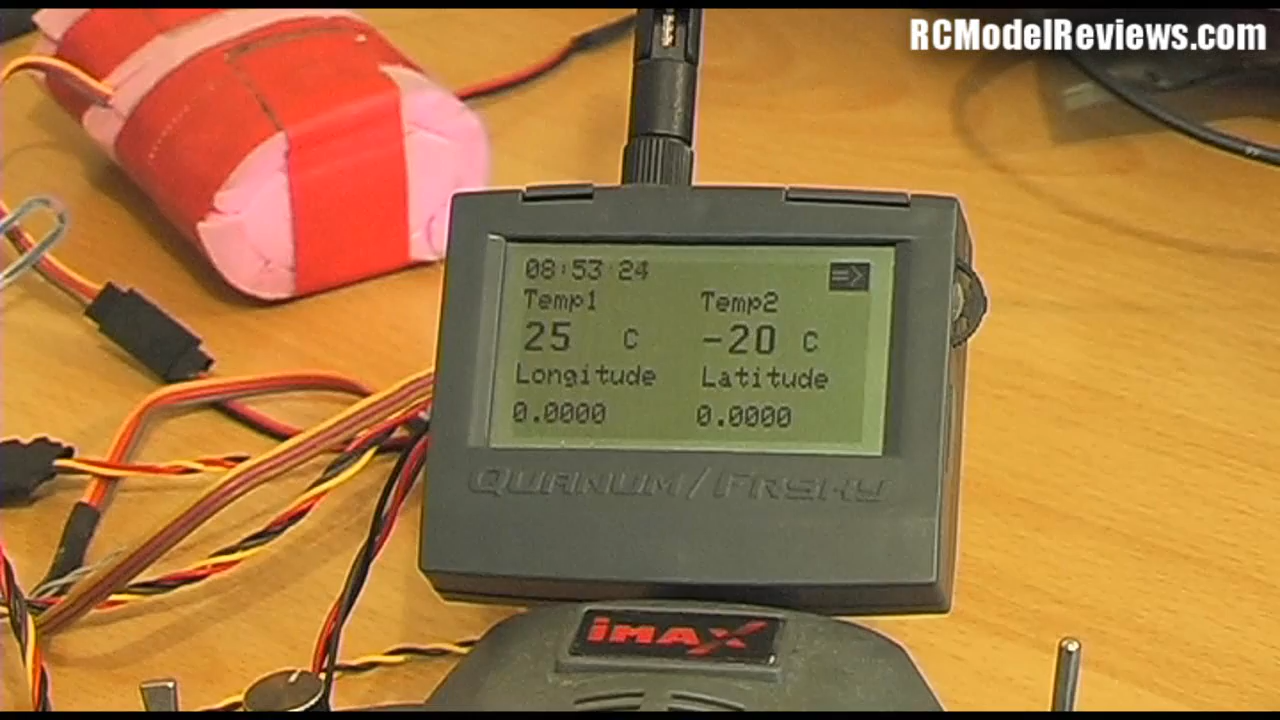 RCModelReviews.com
08:53:24 =>
Temp1 Temp2
25 C -20 C
Longitude Latitude
0.0000 0.0000
QUANUM/FRSKY
iMAX